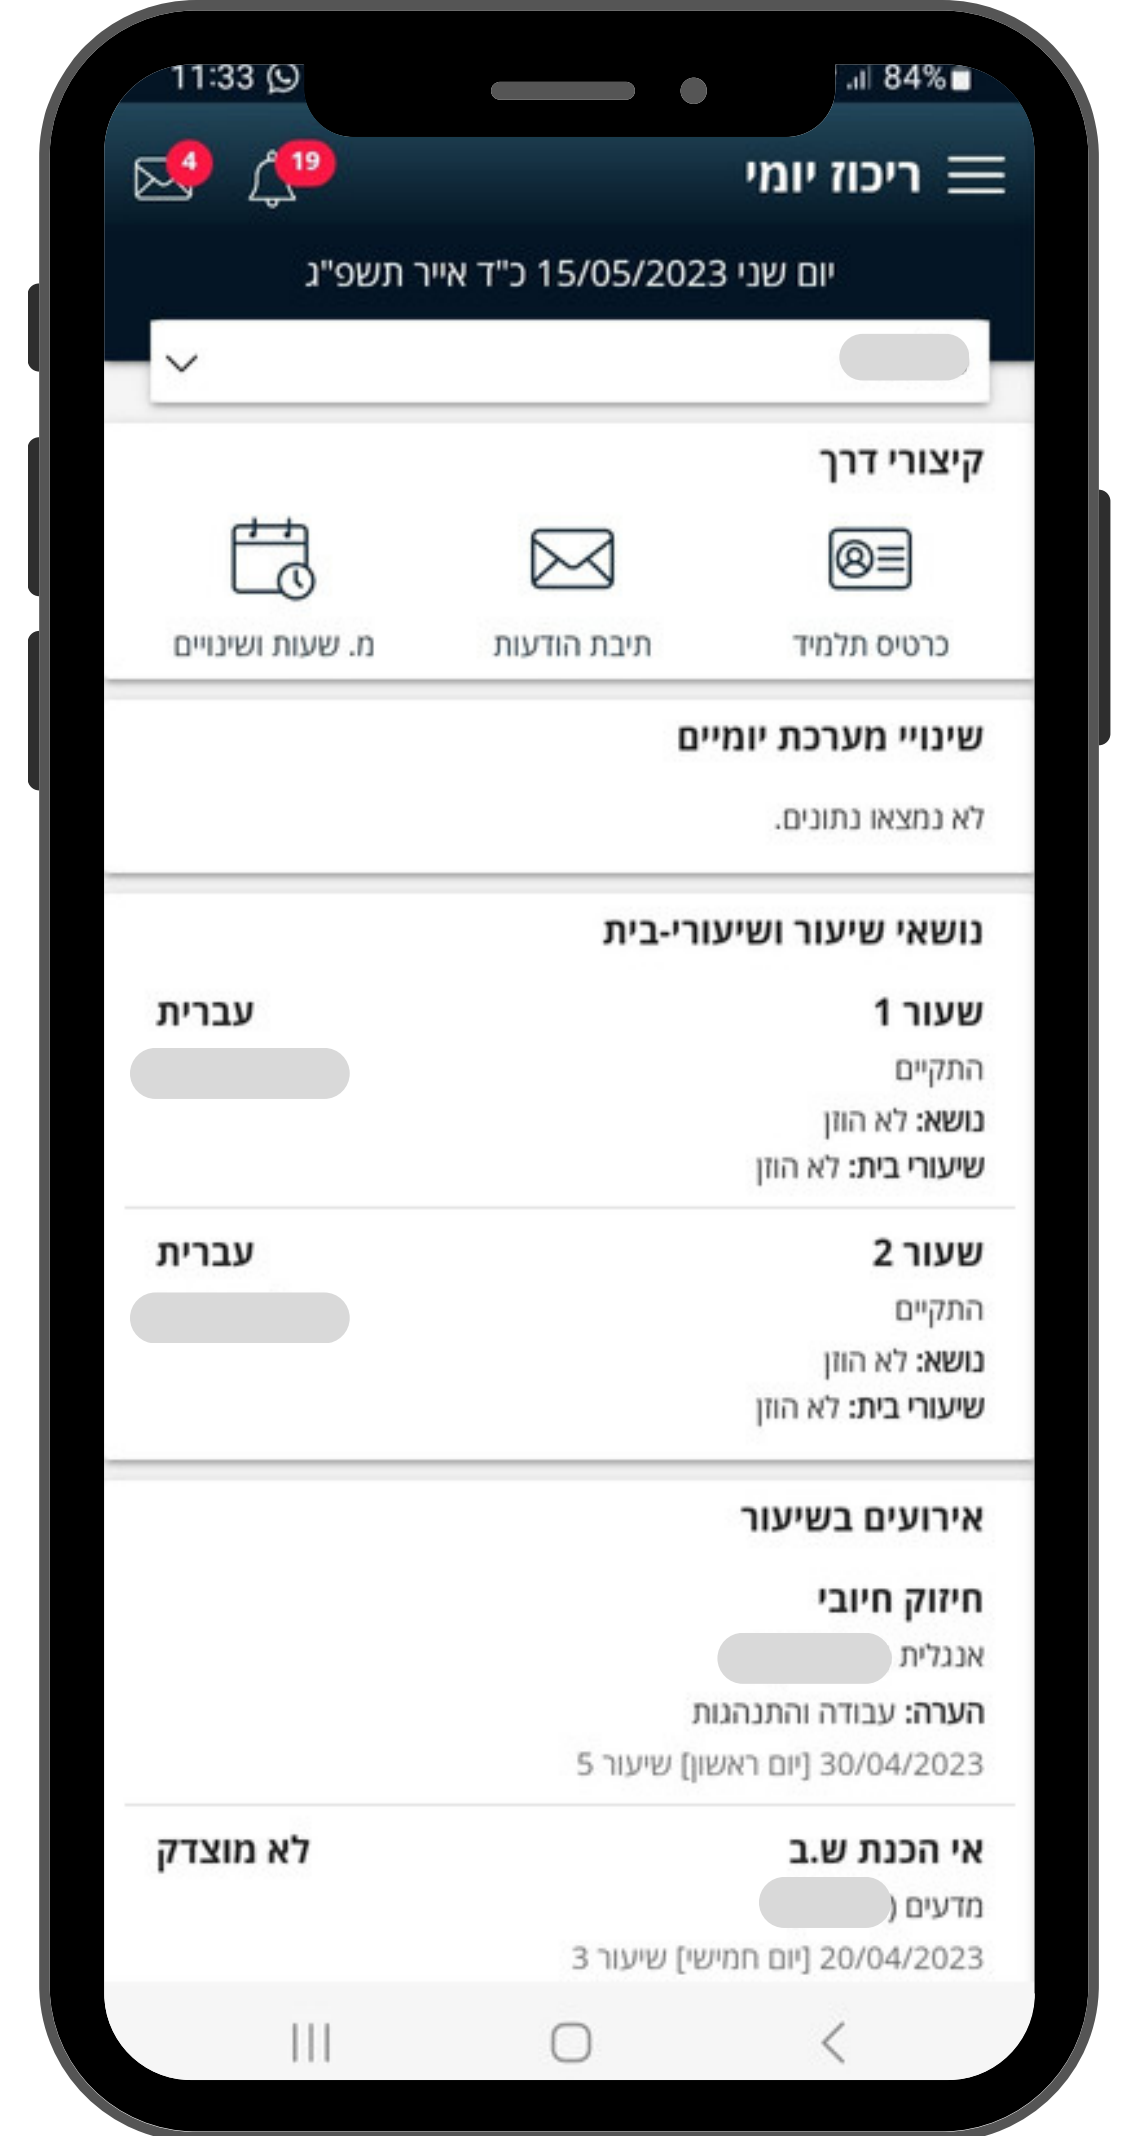 11:33 84%
ריכוז יומי 19 4
יום שני 15/05/2023 כ"ד אייר תשפ"ג
קיצורי דרך
כרטיס תלמיד תיבת הודעות מ. שעות ושינויים
שינויי מערכת יומיים
לא נמצאו נתונים.
נושאי שיעור ושיעורי-בית
שעור 1 עברית
התקיים
נושא: לא הוזן
שיעורי בית: לא הוזן
שעור 2 עברית
התקיים
נושא: לא הוזן
שיעורי בית: לא הוזן
אירועים בשיעור
חיזוק חיובי
אנגלית
הערה: עבודה והתנהגות
30/04/2023 [יום ראשון] שיעור 5
אי הכנת ש.ב לא מוצדק
מדעים (
20/04/2023 [יום חמישי] שיעור 3